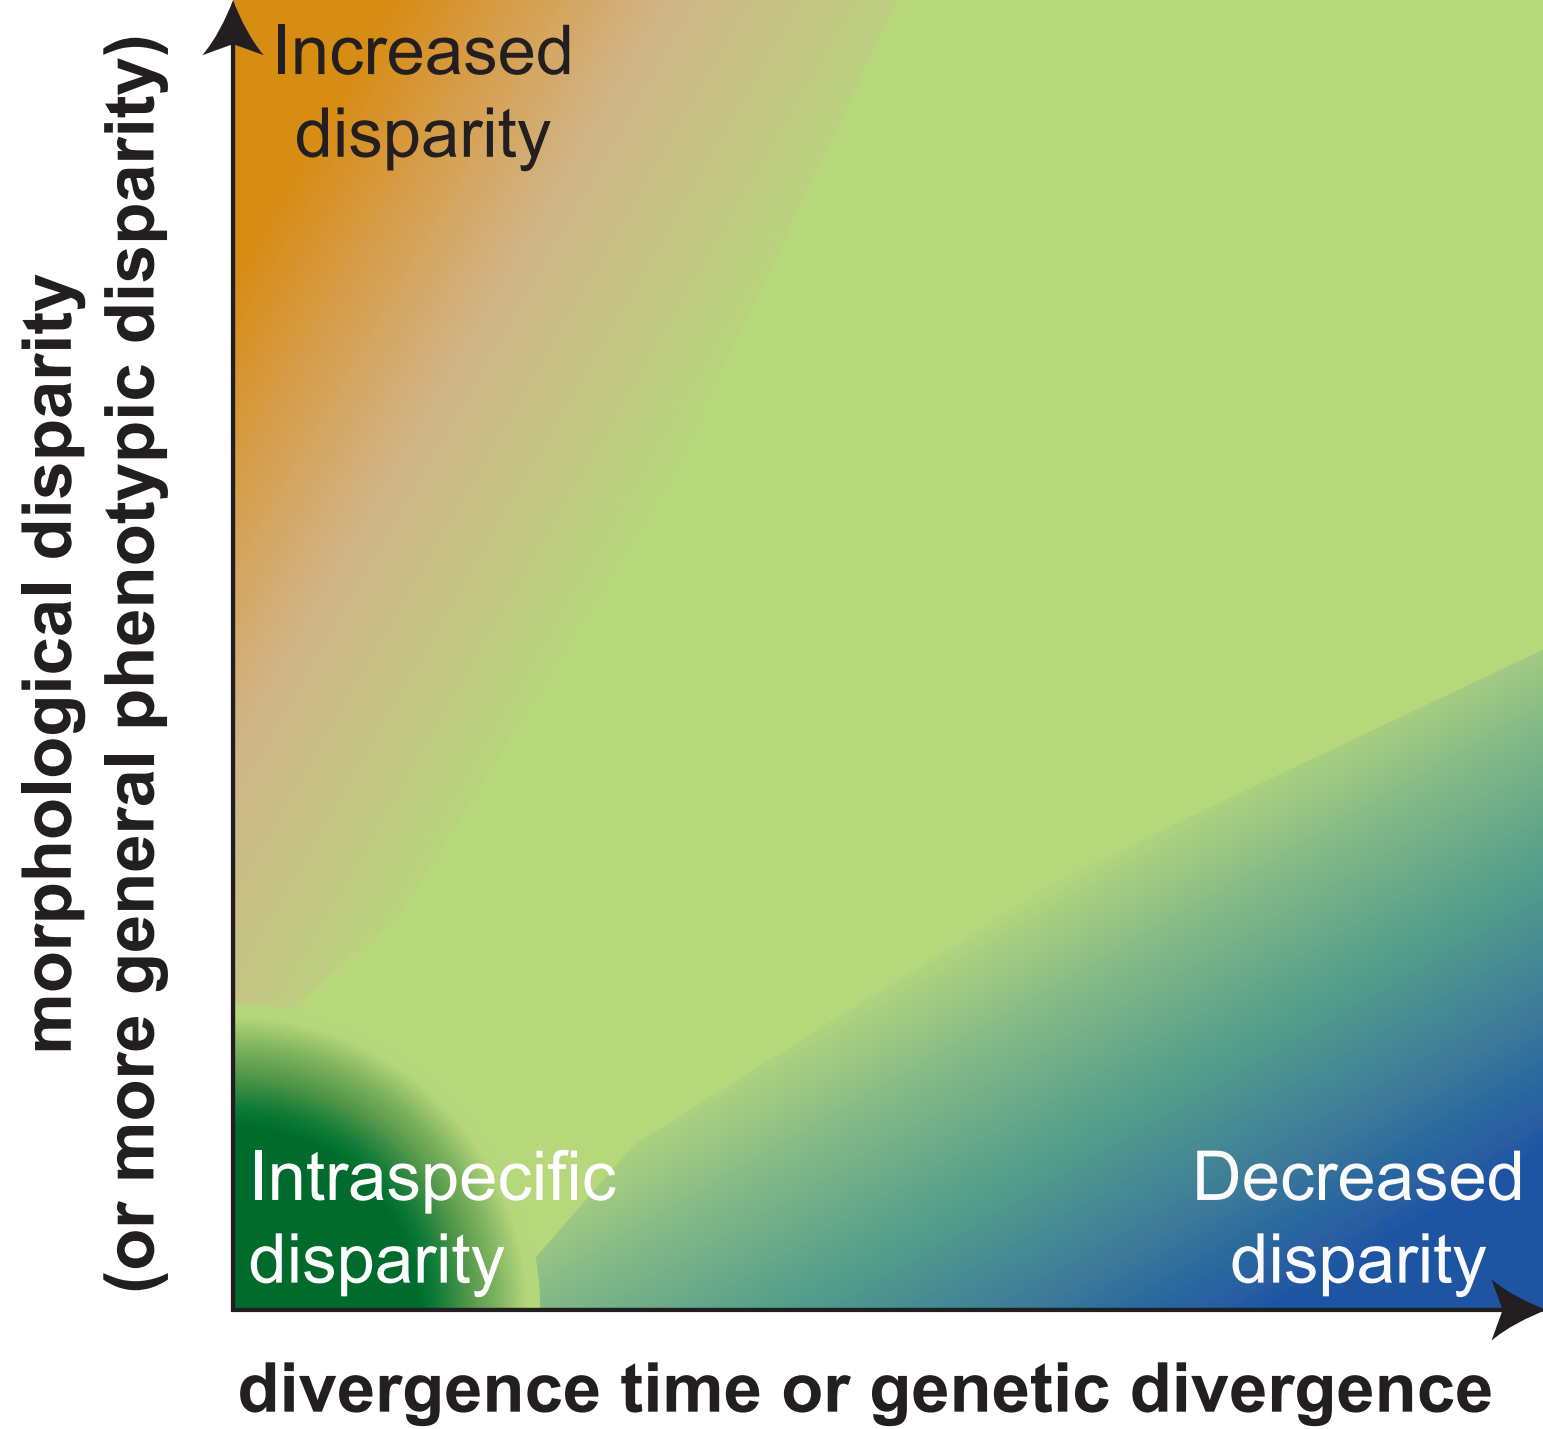 Increased
disparity
morphological disparity
(or more general phenotypic disparity)
Intraspecific
disparity
Decreased
disparity
divergence time or genetic divergence